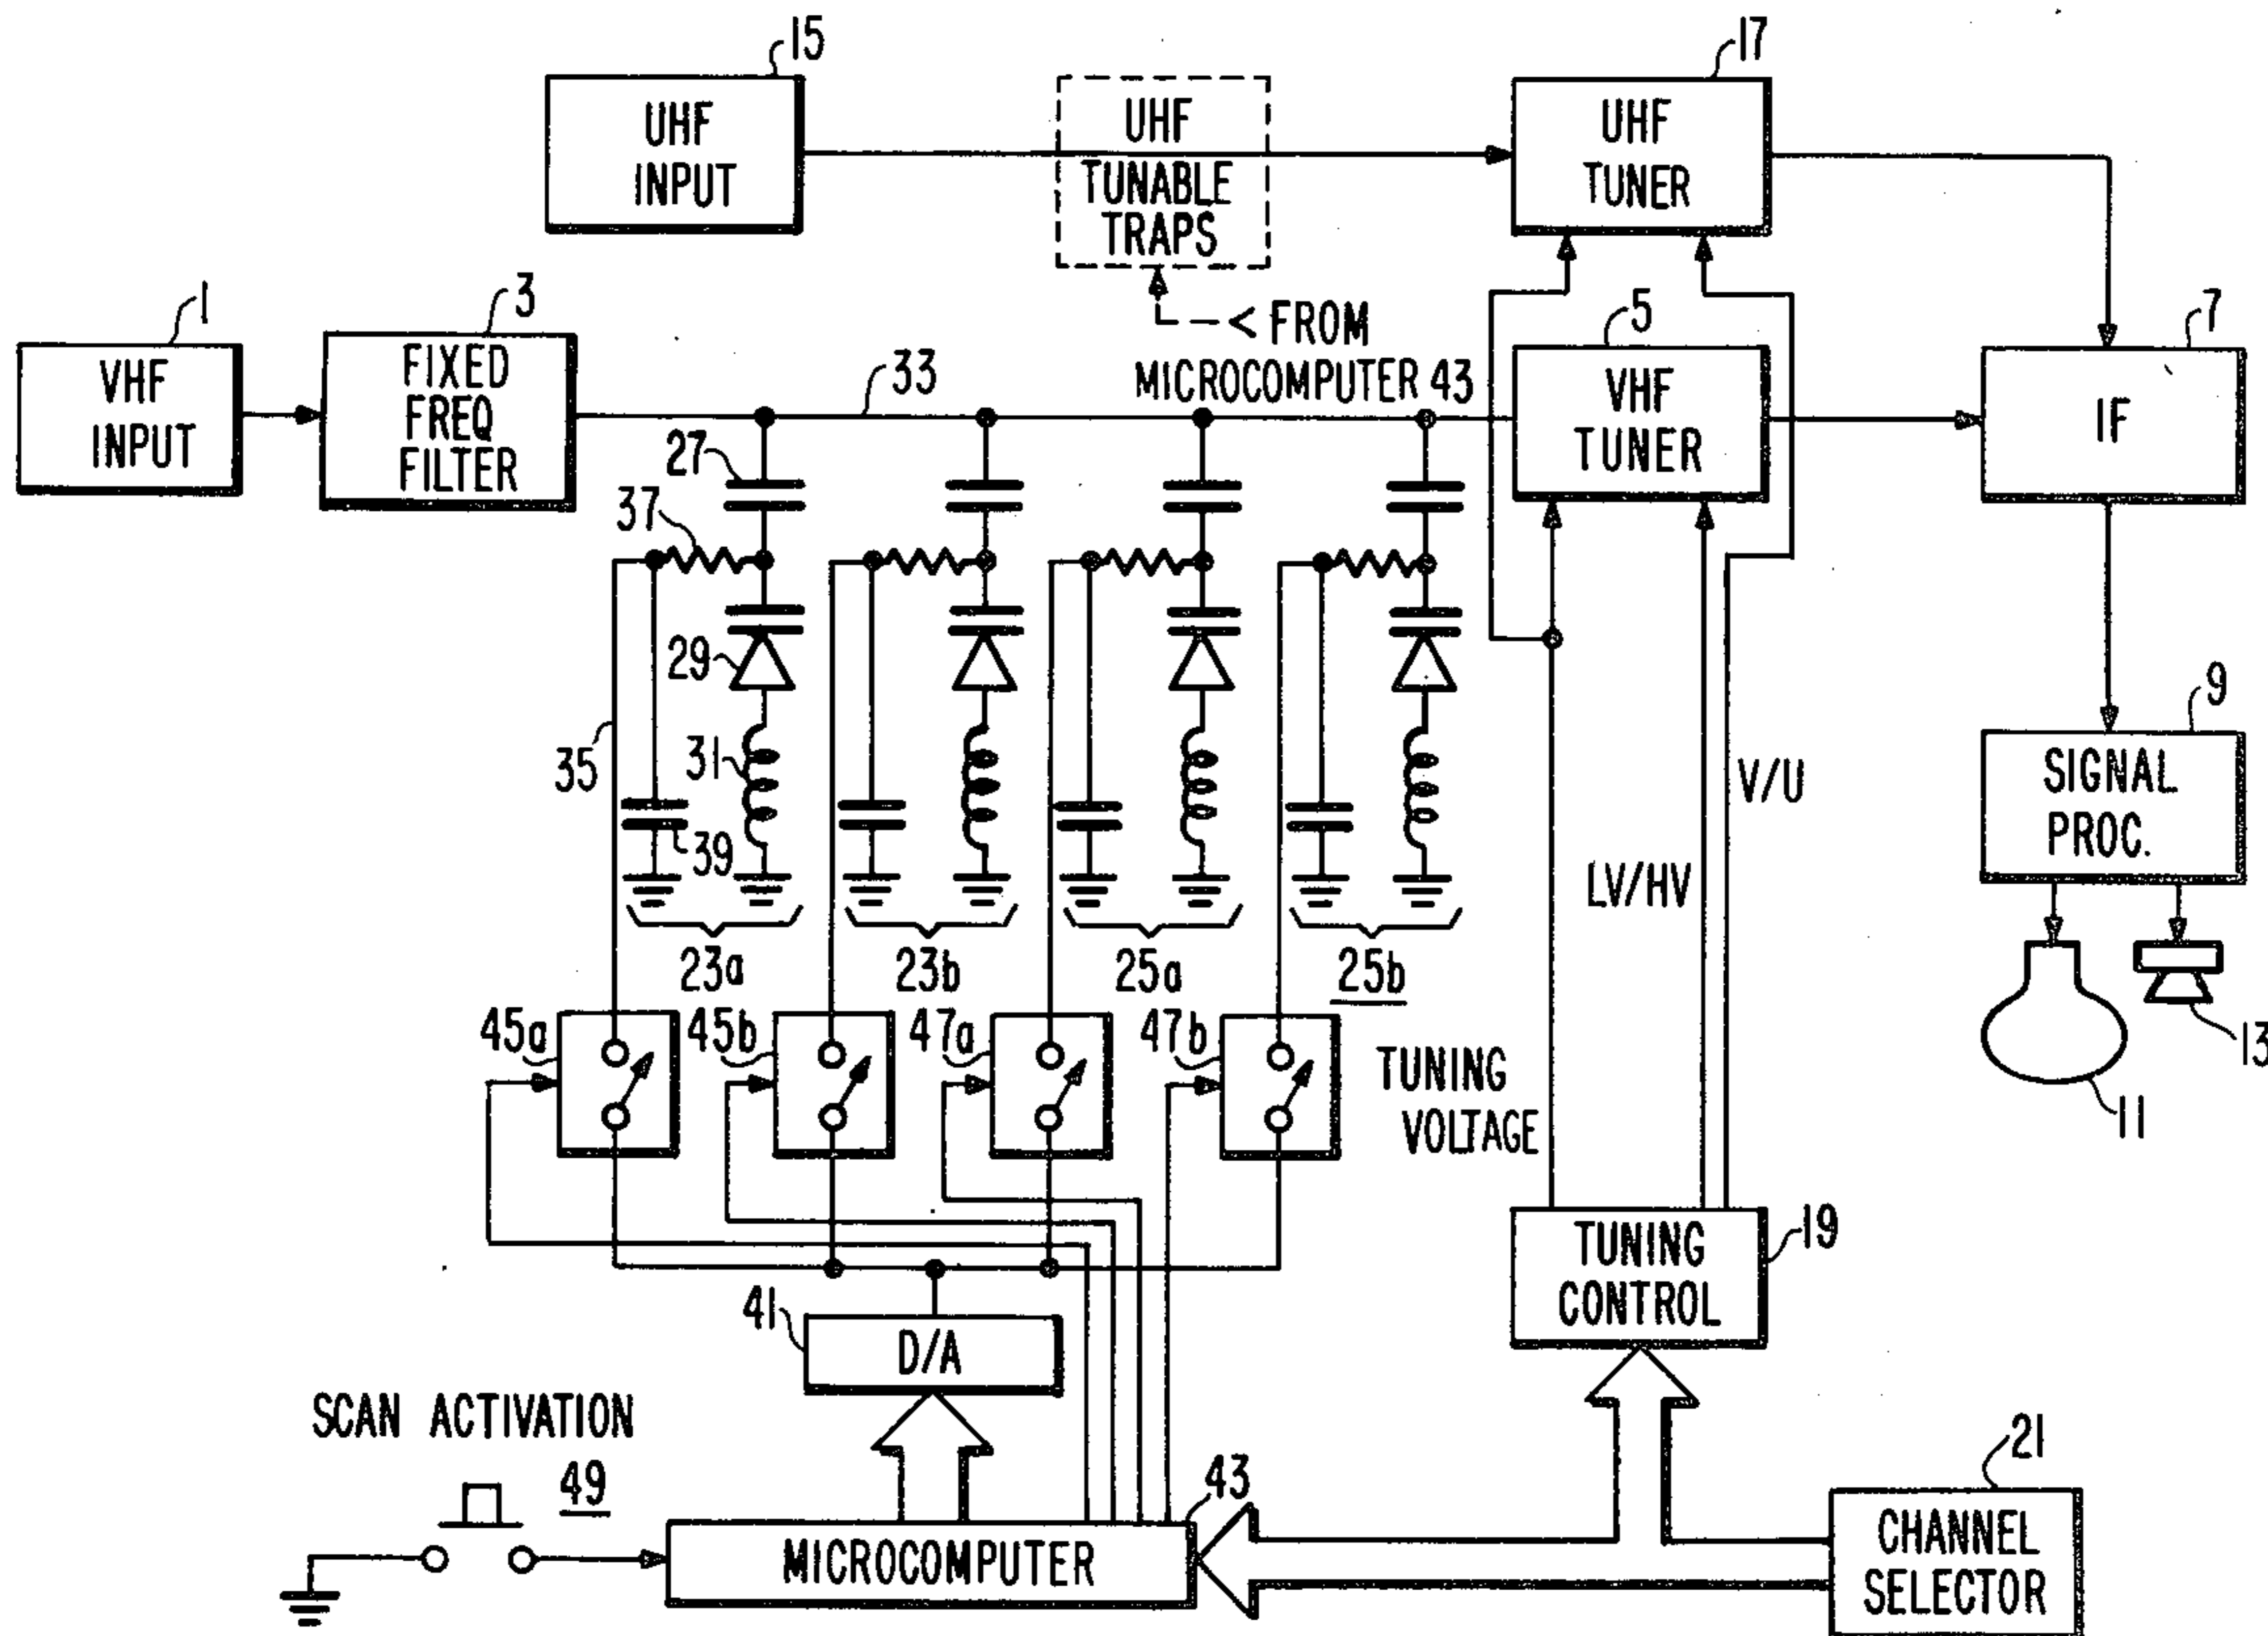 15
17
UHF
INPUT
UHF
TUNABLE
TRAPS
UHF
TUNER
1
3
5
7
< FROM
MICROCOMPUTER 43
VHF
INPUT
FIXED
FREQ
FILTER
33
VHF
TUNER
IF
27
37
29
35
31
39
9
SIGNAL
PROC.
V/U
LV/HV
23a
23b
25a
25b
45a
45b
47a
47b
TUNING
VOLTAGE
13
11
TUNING
CONTROL
19
41
D/A
SCAN ACTIVATION
49
43
MICROCOMPUTER
21
CHANNEL
SELECTOR